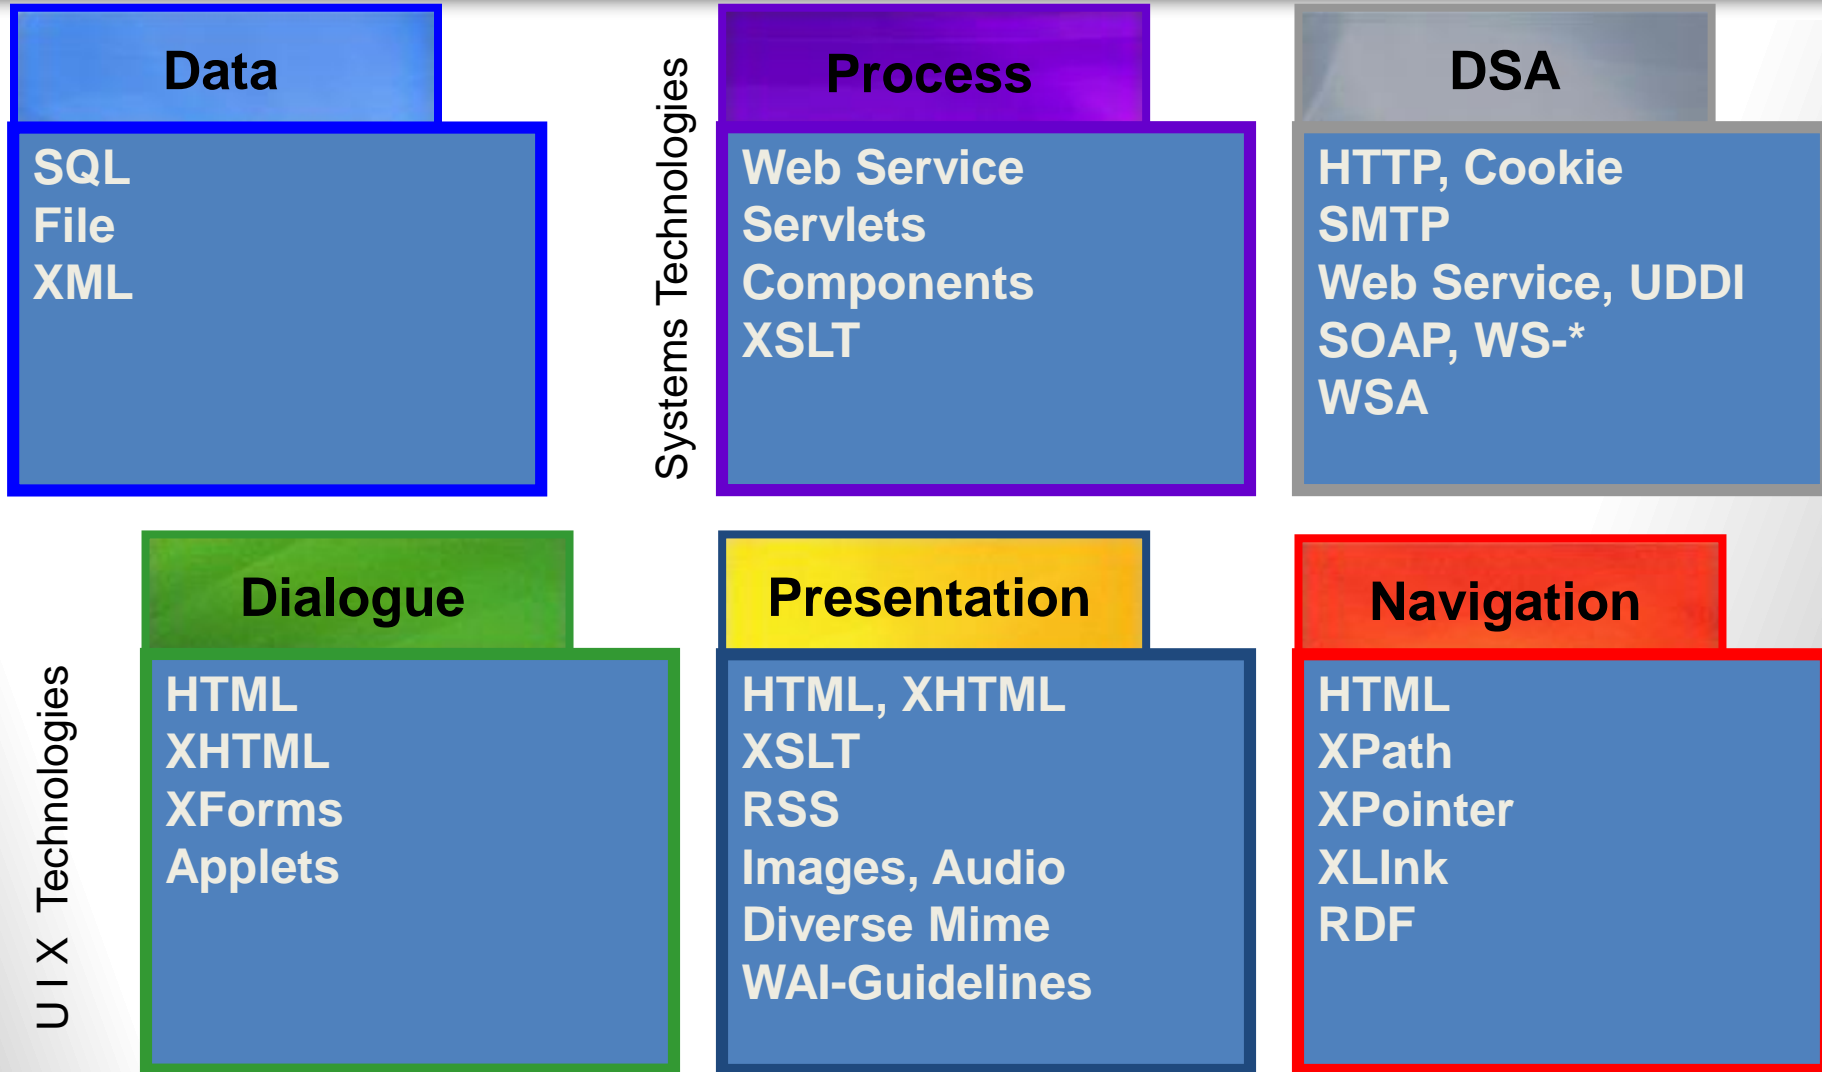 Data
SQL
File
XML
Systems Technologies
Process
Web Service
Servlets
Components
XSLT
DSA
HTTP, Cookie
SMTP
Web Service, UDDI
SOAP, WS-*
WSA
U I X Technologies
Dialogue
HTML
XHTML
XForms
Applets
Presentation
HTML, XHTML
XSLT
RSS
Images, Audio
Diverse Mime
WAI-Guidelines
Navigation
HTML
XPath
XPointer
XLInk
RDF